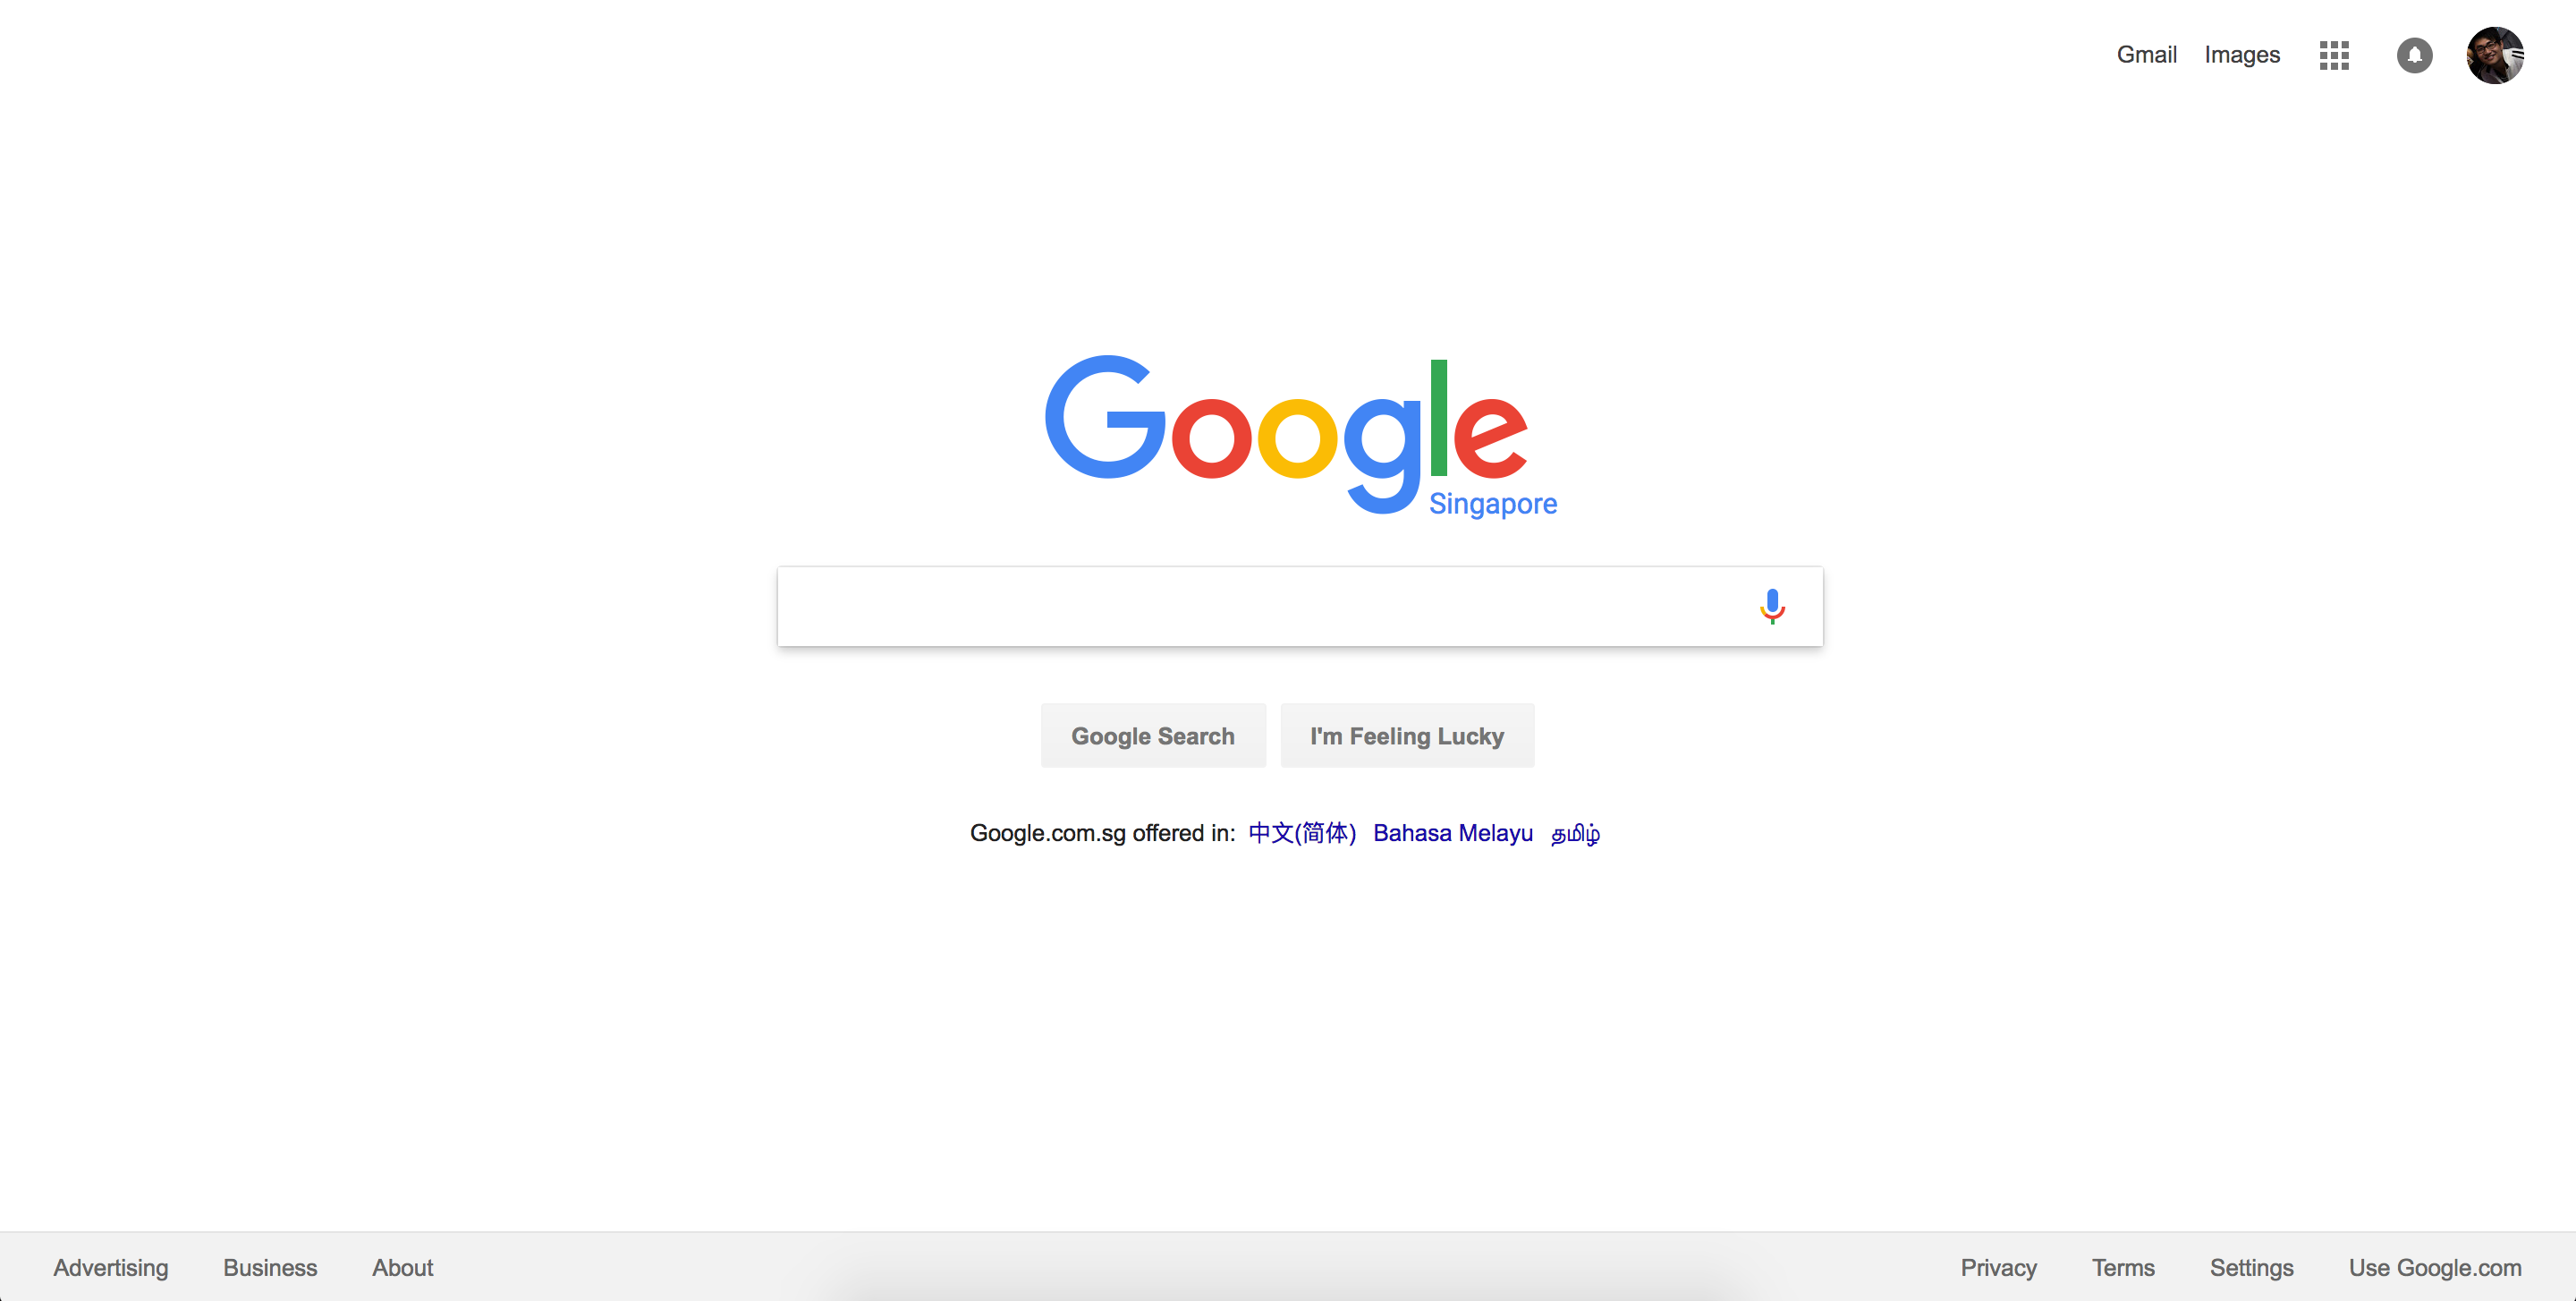 Gmail Images
Google
Singapore
Google Search I'm Feeling Lucky
Google.com.sg offered in: 中文(简体) Bahasa Melayu தமிழ்
Advertising Business About Privacy Terms Settings Use Google.com